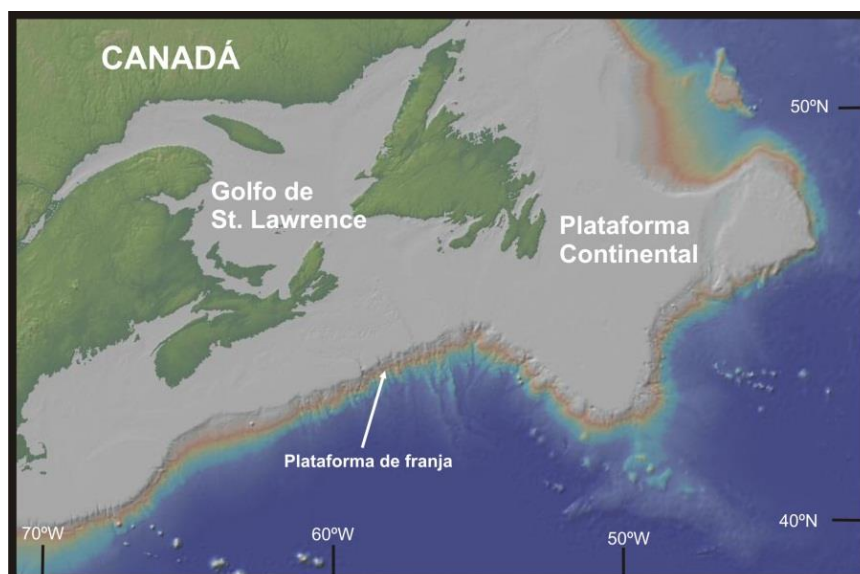 CANADÁ
50ºN
Golfo de
St. Lawrence
Plataforma
Continental
Plataforma de franja
40ºN
70ºW
60ºW
50ºW